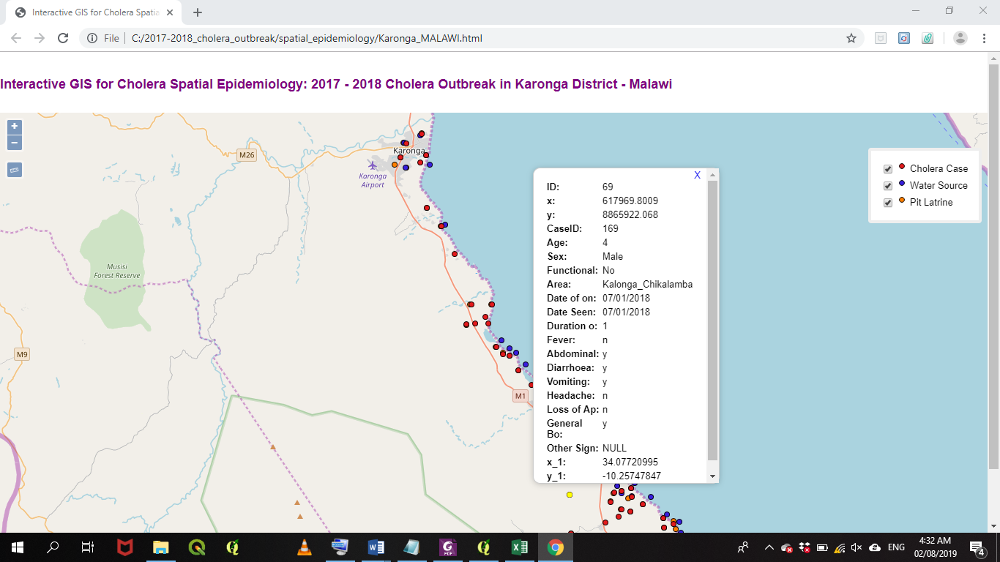 Interactive GIS for Cholera Spatia
File
C:/2017-2018_cholera_outbreak/spatial_epidemiology/Karonga_MALAWI.html
Interactive GIS for Cholera Spatial Epidemiology: 2017 - 2018 Cholera Outbreak in Karonga District - Malawi
+
−
M26
Karonga
Karonga
Airport
Musisi
Forest Reserve
M9
M1
X
ID: 69
x: 617969.8009
y: 8865922.068
CaseID: 169
Age: 4
Sex: Male
Functional: No
Area: Kalonga_Chikalamba
Date of on: 07/01/2018
Date Seen: 07/01/2018
Duration o: 1
Fever: n
Abdominal: y
Diarrhoea: y
Vomiting: y
Headache: n
Loss of Ap: n
General y
Bo:
Other Sign: NULL
x_1: 34.07720995
y_1: -10.25747847
Cholera Case
Water Source
Pit Latrine
ENG
4:32 AM
02/08/2019
4